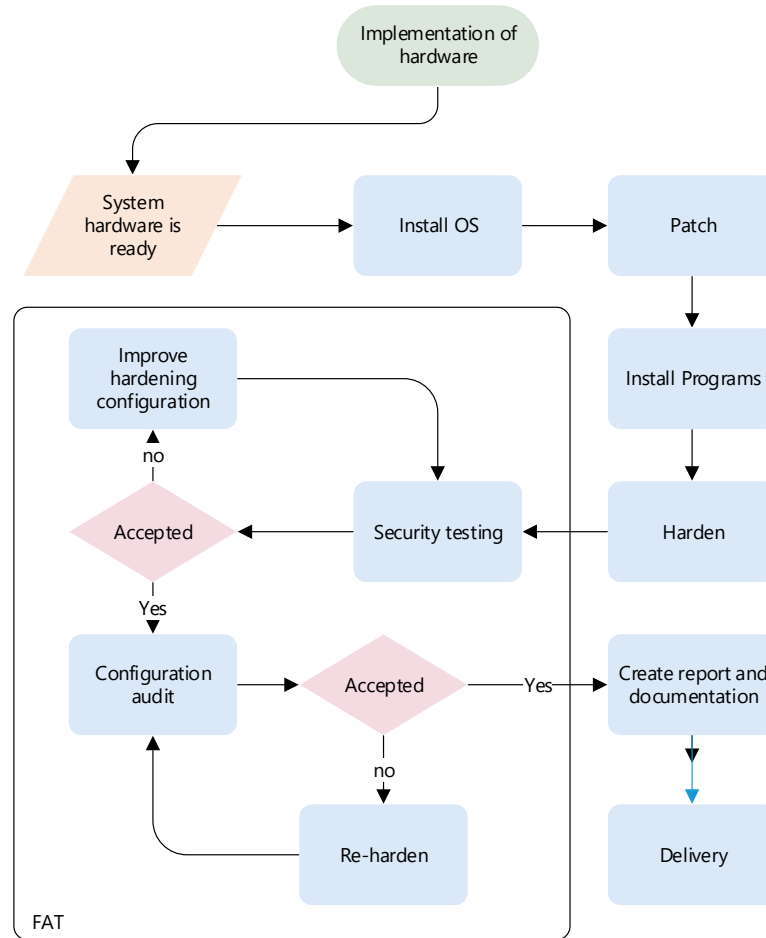 Implementation of
hardware
System
hardware is
ready
Install OS
Patch
Improve
hardening
configuration
Install Programs
no
Accepted
Security testing
Harden
Yes
Configuration
audit
Accepted
Yes
Create report and
documentation
no
Re-harden
Delivery
FAT